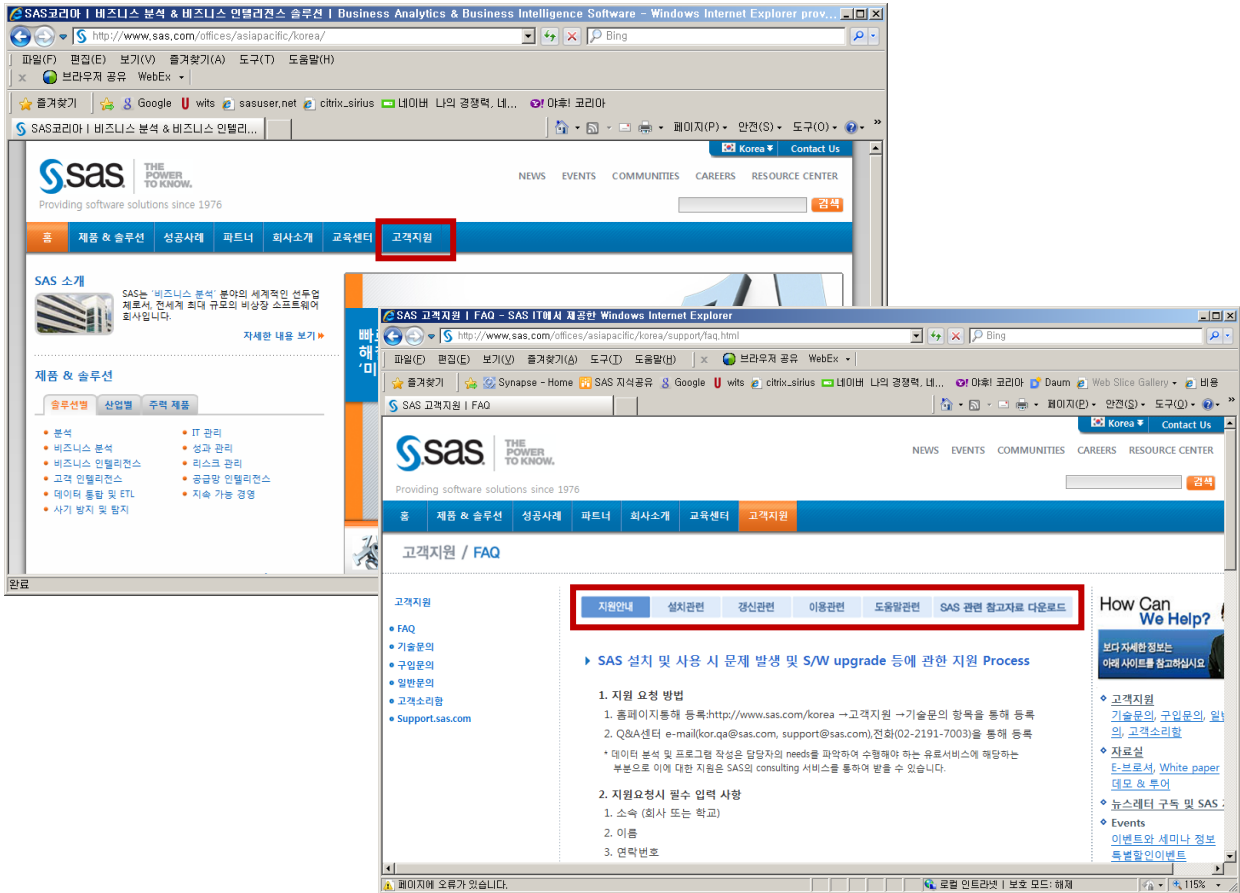 SAS코리아 | 비즈니스 분석 & 비즈니스 인텔리전스 솔루션 | Business Analytics & Business Intelligence Software - Windows Internet Explorer prov...
http://www.sas.com/offices/asiapacific/korea/
Bing
파일(F) 편집(E) 보기(V) 즐겨찾기(A) 도구(T) 도움말(H)
x 브라우저 공유 WebEx
즐겨찾기 Google wits sasuser.net citrix_sirius 네이버 나의 경쟁력, 네... 야후! 코리아
SAS코리아 | 비즈니스 분석 & 비즈니스 인텔리...
페이지(P) 안전(S) 도구(O)
Korea Contact Us
sas THE POWER TO KNOW.
NEWS EVENTS COMMUNITIES CAREERS RESOURCE CENTER
Providing software solutions since 1976
검색
홈 제품 & 솔루션 성공사례 파트너 회사소개 교육센터 고객지원
SAS 소개
SAS는 '비즈니스 분석' 분야의 세계적인 선두업
체로서, 전세계 최대 규모의 비상장 소프트웨어
회사입니다.
자세한 내용 보기
제품 & 솔루션
솔루션별 산업별 주력 제품
분석 IT 관리
비즈니스 분석 성과 관리
비즈니스 인텔리전스 리스크 관리
고객 인텔리전스 공급망 인텔리전스
데이터 통합 및 ETL 지속 가능 경영
사기 방지 및 탐지
완료
SAS 고객지원 | FAQ - SAS IT에서 제공한 Windows Internet Explorer
http://www.sas.com/offices/asiapacific/korea/support/faq.html
Bing
파일(F) 편집(E) 보기(V) 즐겨찾기(A) 도구(T) 도움말(H) x 브라우저 공유 WebEx
즐겨찾기 Synapse - Home SAS 지식공유 Google wits citrix_sirius 네이버 나의 경쟁력, 네... 야후! 코리아 Daum Web Slice Gallery 비용
SAS 고객지원 | FAQ
페이지(P) 안전(S) 도구(O)
Korea Contact Us
sas THE POWER TO KNOW.
NEWS EVENTS COMMUNITIES CAREERS RESOURCE CENTER
Providing software solutions since 1976
검색
홈 제품 & 솔루션 성공사례 파트너 회사소개 교육센터 고객지원
고객지원 / FAQ
고객지원
FAQ
기술문의
구입문의
일반문의
고객소리함
Support.sas.com
지원안내 설치관련 갱신관련 이용관련 도움말관련 SAS 관련 참고자료 다운로드
SAS 설치 및 사용 시 문제 발생 및 S/W upgrade 등에 관한 지원 Process
1. 지원 요청 방법
1. 홈페이지통해 등록:http://www.sas.com/korea →고객지원 →기술문의 항목을 통해 등록
2. Q&A센터 e-mail(kor.qa@sas.com, support@sas.com),전화(02-2191-7003)을 통해 등록
* 데이터 분석 및 프로그램 작성은 담당자의 needs를 파악하여 수행해야 하는 유료서비스에 해당하는
부분으로 이에 대한 지원은 SAS의 consulting 서비스를 통하여 받을 수 있습니다.
2. 지원요청시 필수 입력 사항
1. 소속 (회사 또는 학교)
2. 이름
3. 연락번호
How Can
We Help?
보다 자세한 정보는
아래 사이트를 참고하십시요
고객지원
기술문의, 구입문의, 일반
의, 고객소리함
자료실
E-브로셔, White paper
데모 & 투어
뉴스레터 구독 및 SAS
Events
이벤트와 세미나 정보
특별할인이벤트
페이지에 오류가 있습니다. 로컬 인트라넷 | 보호 모드: 해제 115%